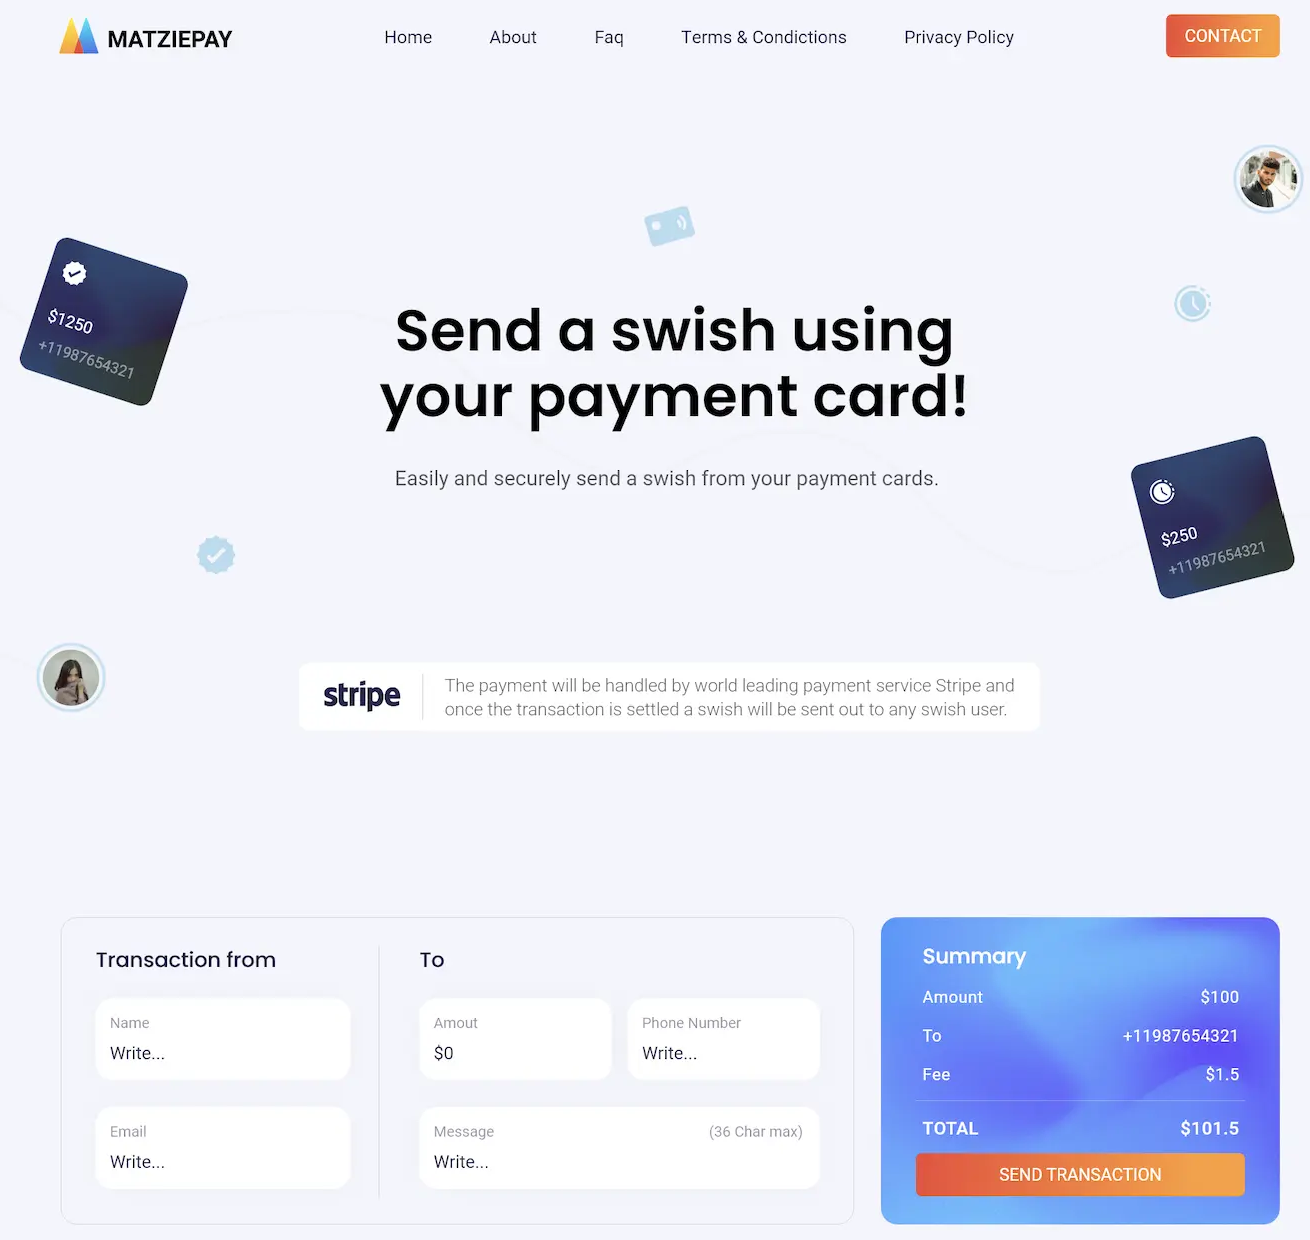 MATZIEPAY
Home
About
Faq
Terms & Condictions
Privacy Policy
CONTACT
$1250
+11987654321
Send a swish using
your payment card!
Easily and securely send a swish from your payment cards.
$250
+11987654321
stripe
The payment will be handled by world leading payment service Stripe and
once the transaction is settled a swish will be sent out to any swish user.
Transaction from
Name
Write...
Email
Write...
To
Amout
$0
Phone Number
Write...
Message
(36 Char max)
Write...
Summary
Amount $100
To +11987654321
Fee $1.5
TOTAL $101.5
SEND TRANSACTION